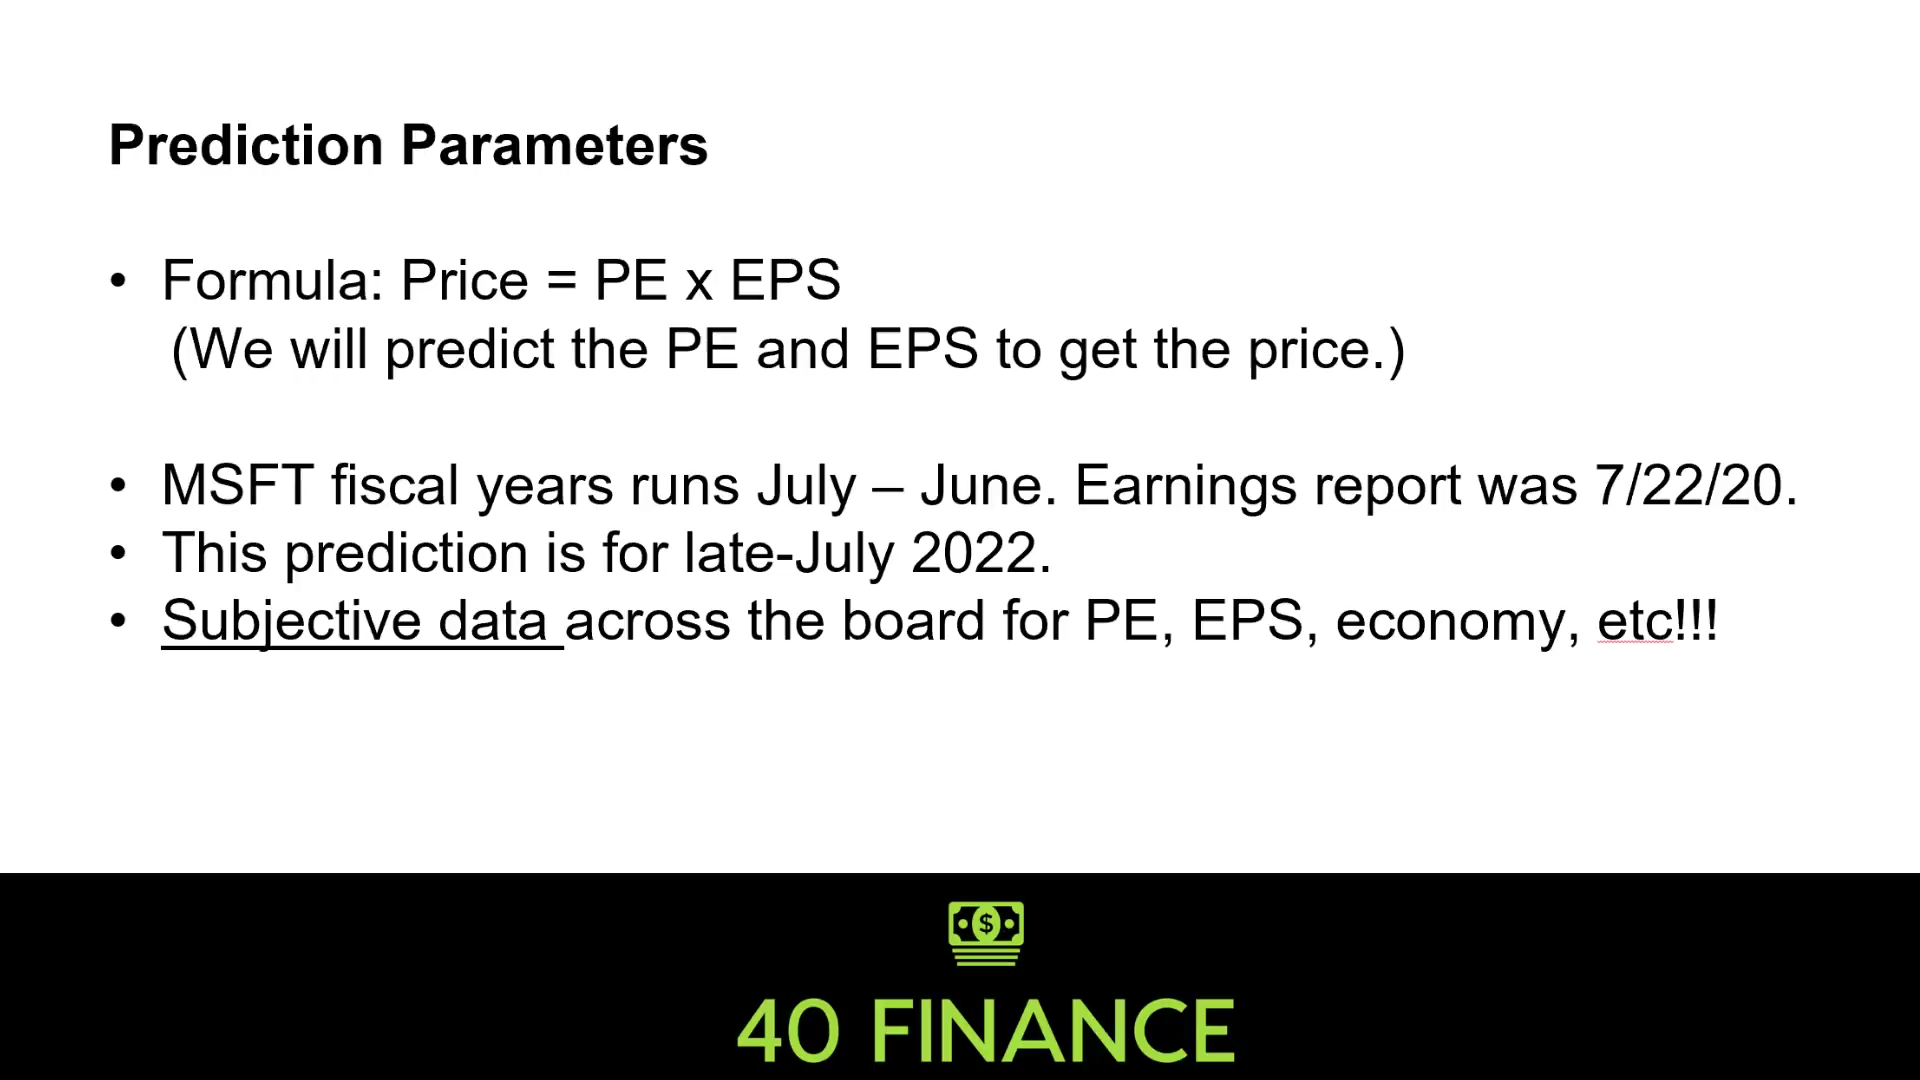 Prediction Parameters
• Formula: Price = PE x EPS
(We will predict the PE and EPS to get the price.)
• MSFT fiscal years runs July – June. Earnings report was 7/22/20.
• This prediction is for late-July 2022.
• Subjective data across the board for PE, EPS, economy, etc!!!
$
40 FINANCE